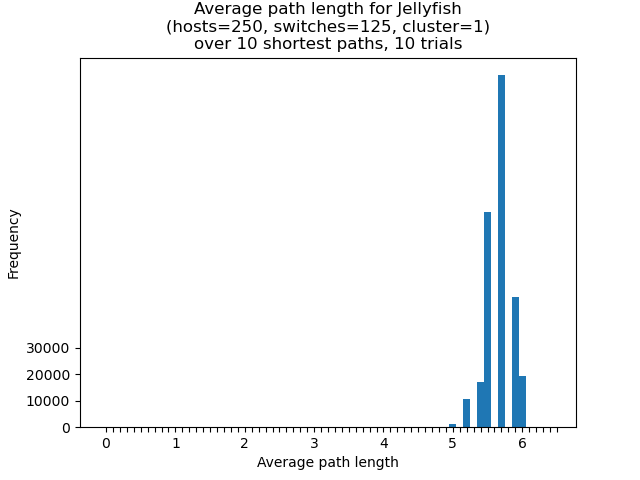 Average path length for Jellyfish
(hosts=250, switches=125, cluster=1)
over 10 shortest paths, 10 trials
Frequency
30000
20000
10000
0
0 1 2 3 4 5 6
Average path length